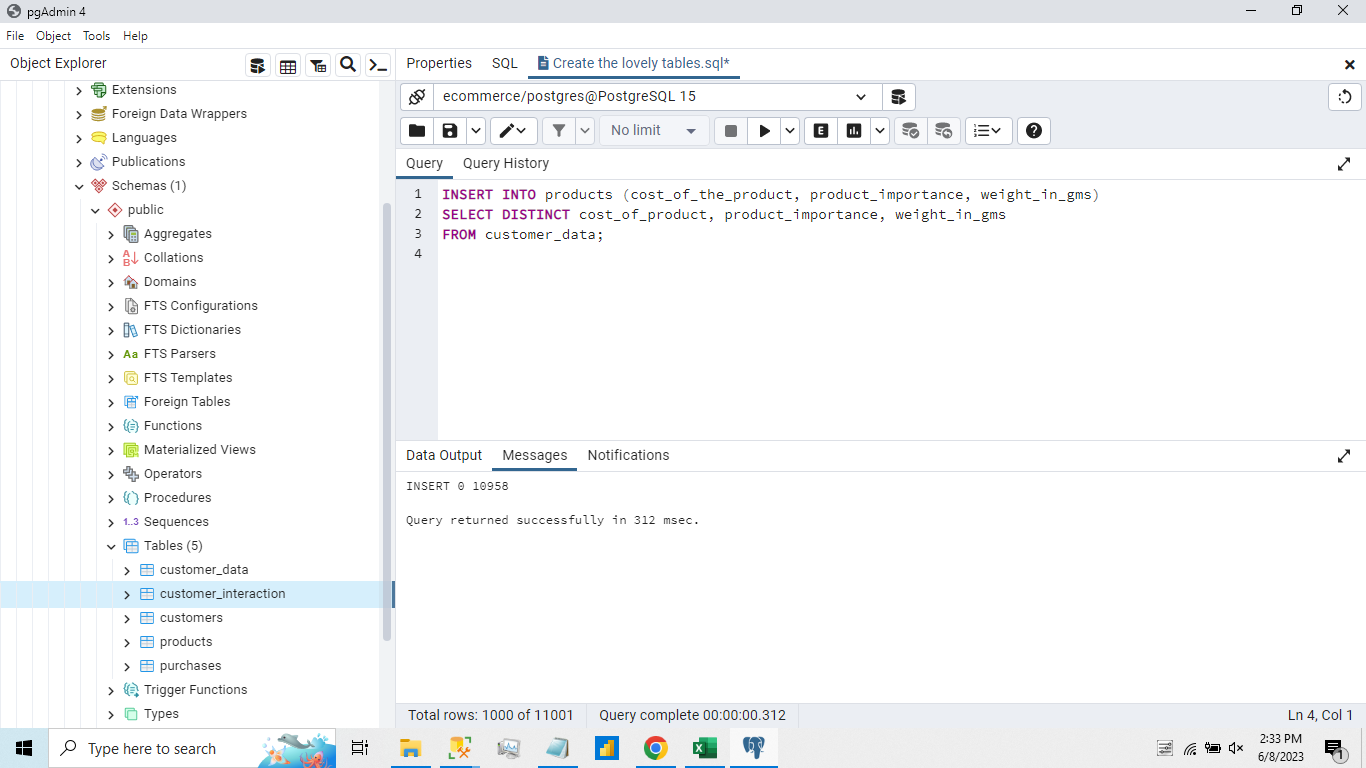 pgAdmin 4
File Object Tools Help
Object Explorer
Extensions
Foreign Data Wrappers
Languages
Publications
Schemas (1)
public
Aggregates
Collations
Domains
FTS Configurations
FTS Dictionaries
Aa FTS Parsers
FTS Templates
Foreign Tables
Functions
Materialized Views
Operators
Procedures
1..3 Sequences
Tables (5)
customer_data
customer_interaction
customers
products
purchases
Trigger Functions
Types
Properties SQL Create the lovely tables.sql*
ecommerce/postgres@PostgreSQL 15
No limit E
Query Query History
1 INSERT INTO products (cost_of_the_product, product_importance, weight_in_gms)
2 SELECT DISTINCT cost_of_product, product_importance, weight_in_gms
3 FROM customer_data;
4
Data Output Messages Notifications
INSERT 0 10958
Query returned successfully in 312 msec.
Total rows: 1000 of 11001 Query complete 00:00:00.312 Ln 4, Col 1
Type here to search
2:33 PM
6/8/2023
1